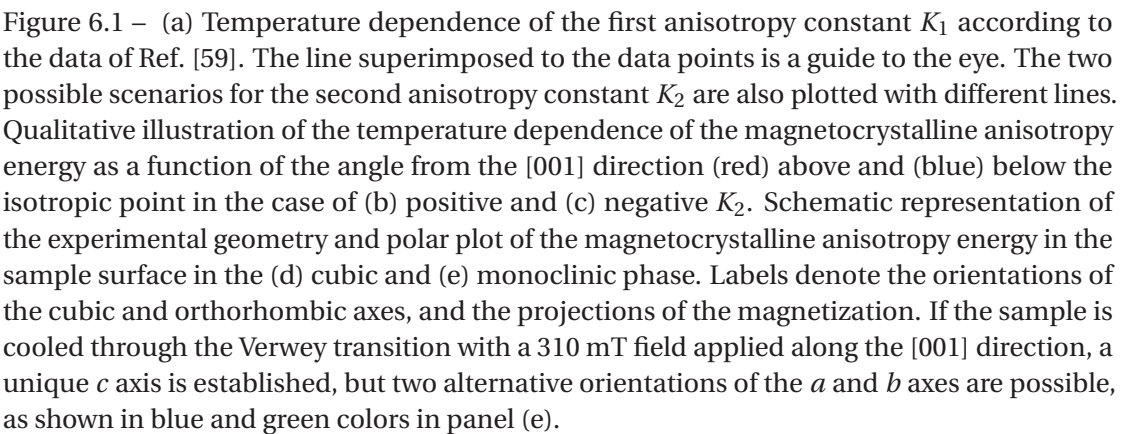 Figure 6.1 – (a) Temperature dependence of the first anisotropy constant K₁ according to
the data of Ref. [59]. The line superimposed to the data points is a guide to the eye. The two
possible scenarios for the second anisotropy constant K₂ are also plotted with different lines.
Qualitative illustration of the temperature dependence of the magnetocrystalline anisotropy
energy as a function of the angle from the [001] direction (red) above and (blue) below the
isotropic point in the case of (b) positive and (c) negative K₂. Schematic representation of
the experimental geometry and polar plot of the magnetocrystalline anisotropy energy in the
sample surface in the (d) cubic and (e) monoclinic phase. Labels denote the orientations of
the cubic and orthorhombic axes, and the projections of the magnetization. If the sample is
cooled through the Verwey transition with a 310 mT field applied along the [001] direction, a
unique c axis is established, but two alternative orientations of the a and b axes are possible,
as shown in blue and green colors in panel (e).